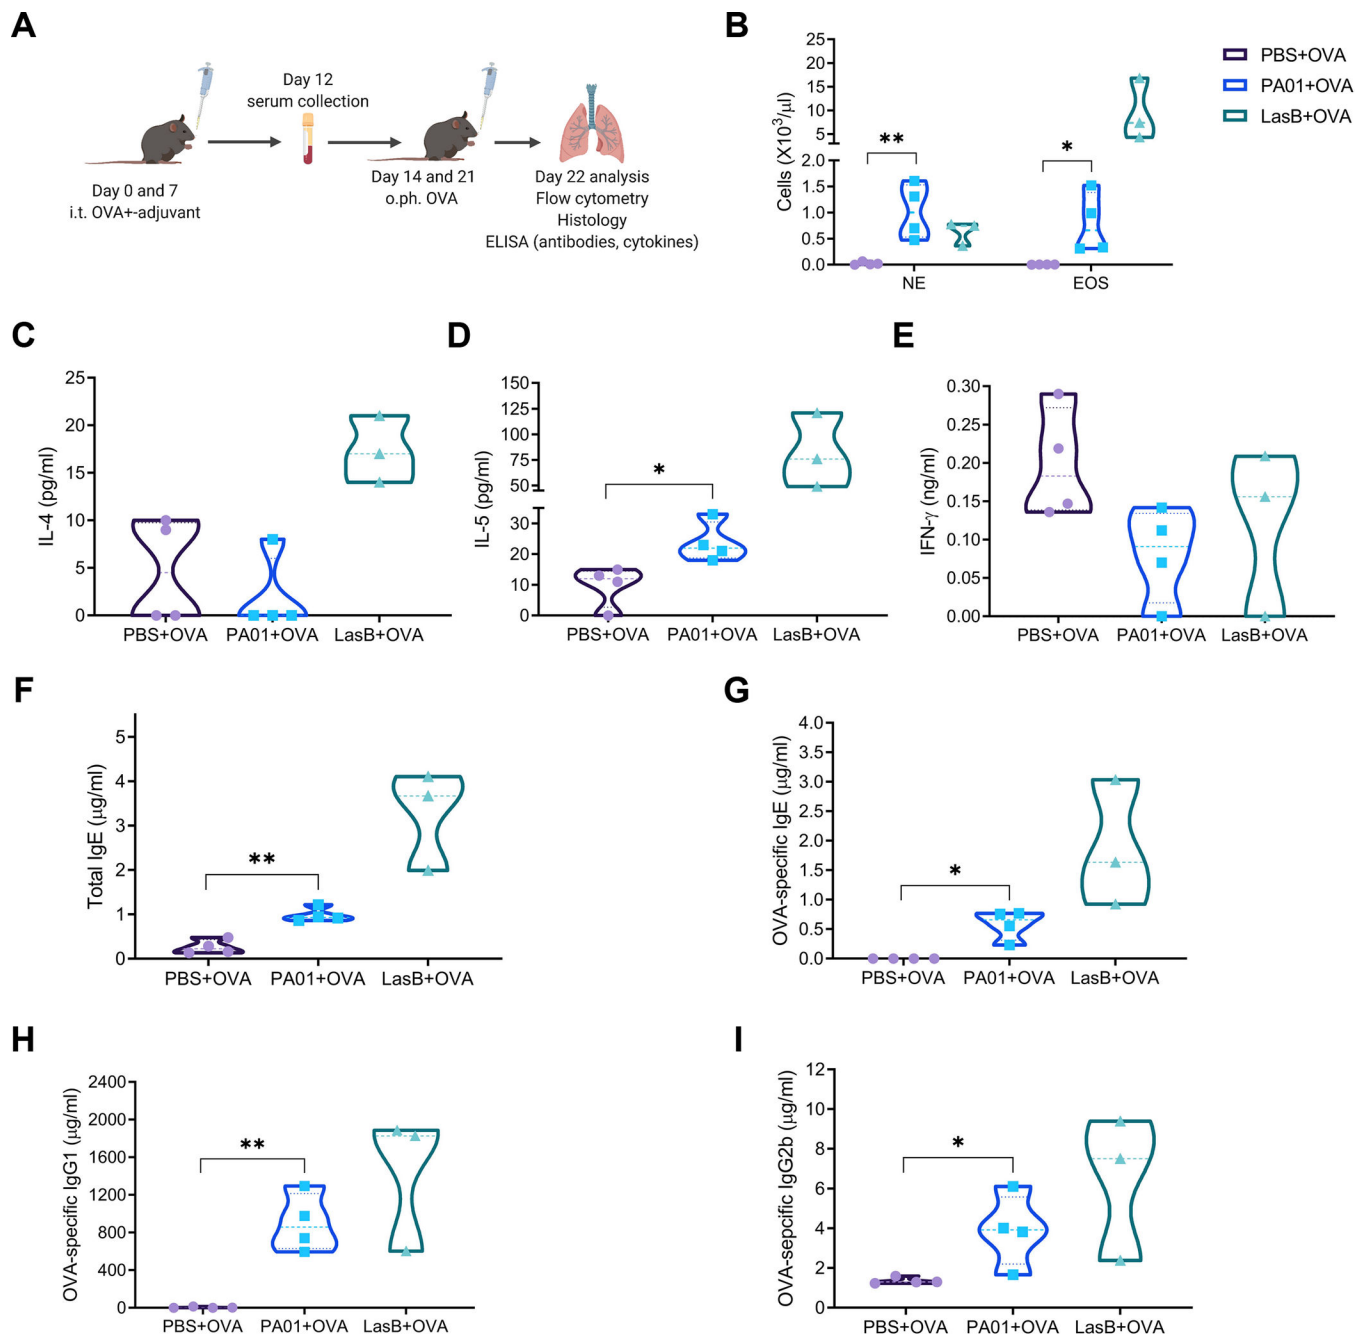 A
Day 12
serum collection
Day 0 and 7
i.t. OVA+-adjuvant
Day 14 and 21
o.ph. OVA
Day 22 analysis
Flow cytometry
Histology
ELISA (antibodies, cytokines)
B
Cells (X10³/μl)
25
20
15
10
5
2.0
1.5
1.0
0.5
0.0
**
*
NE
EOS
PBS+OVA
PA01+OVA
LasB+OVA
C
IL-4 (pg/ml)
25
20
15
10
5
0
PBS+OVA
PA01+OVA
LasB+OVA
D
IL-5 (pg/ml)
150
125
100
75
50
30
20
10
0
*
PBS+OVA
PA01+OVA
LasB+OVA
E
IFN-γ (ng/ml)
0.30
0.25
0.20
0.15
0.10
0.05
0.00
PBS+OVA
PA01+OVA
LasB+OVA
F
Total IgE (μg/ml)
5
4
3
2
1
0
**
PBS+OVA
PA01+OVA
LasB+OVA
G
OVA-specific IgE (μg/ml)
4.0
3.5
3.0
2.5
2.0
1.5
1.0
0.5
0.0
*
PBS+OVA
PA01+OVA
LasB+OVA
H
OVA-specific IgG1 (μg/ml)
2400
2000
1600
1200
800
400
0
**
PBS+OVA
PA01+OVA
LasB+OVA
I
OVA-sepcific IgG2b (μg/ml)
12
10
8
6
4
2
0
*
PBS+OVA
PA01+OVA
LasB+OVA